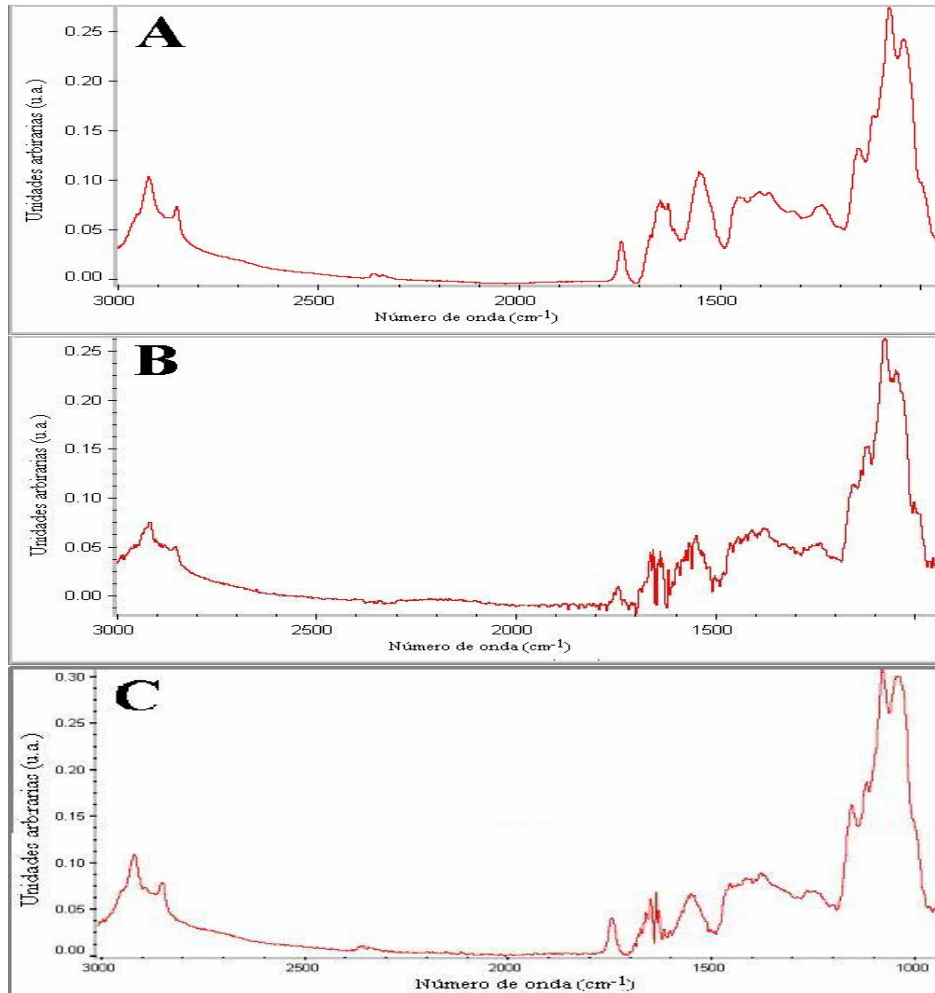 A
Unidades arbirarias (u.a.)
0.25
0.20
0.15
0.10
0.05
0.00
3000 2500 2000 1500
Número de onda (cm-1)
B
Unidades arbirarias (u.a.)
0.25
0.20
0.15
0.10
0.05
0.00
3000 2500 2000 1500
Número de onda (cm-1)
C
Unidades arbirarias (u.a.)
0.30
0.25
0.20
0.15
0.10
0.05
0.00
3000 2500 2000 1500 1000
Número de onda (cm-1)